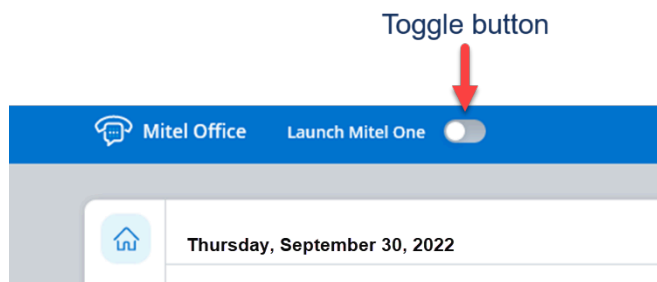 Toggle button
Mitel Office Launch Mitel One
Thursday, September 30, 2022